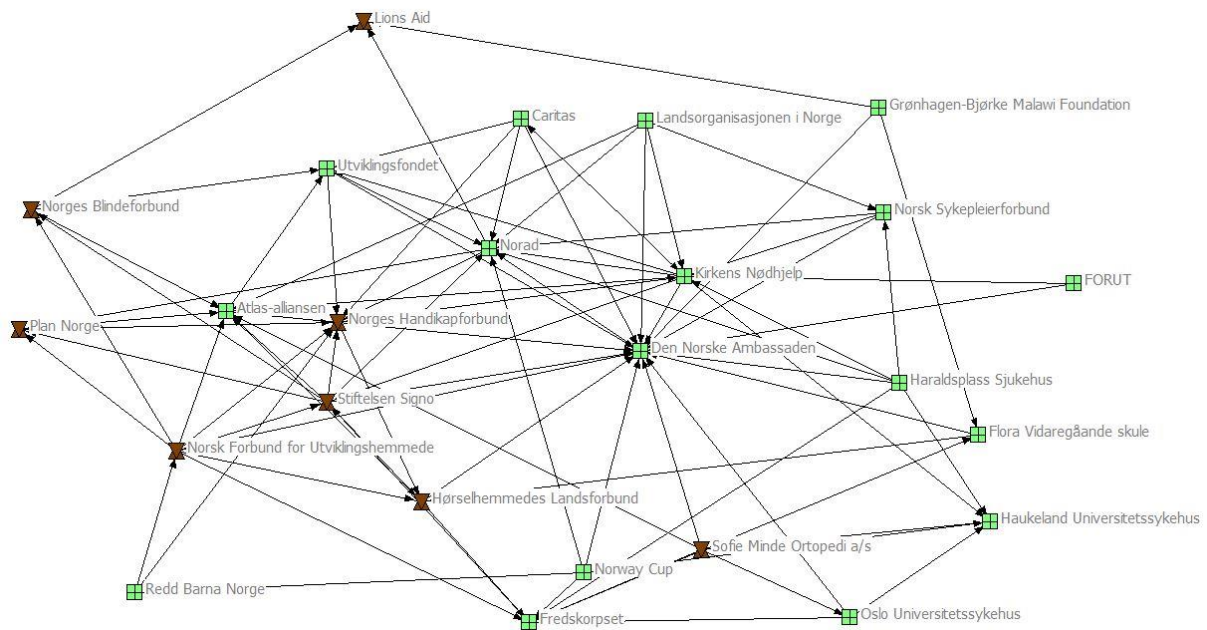 Lions Aid
Grønhagen-Bjørke Malawi Foundation
Caritas
Landsorganisasjonen i Norge
Utviklingsfondet
Norges Blindeforbund
Norsk Sykepleierforbund
Norad
Kirkens Nødhjelp
FORUT
Atlas-alliansen
Norges Handikapforbund
Plan Norge
Den Norske Ambassaden
Haraldsplass Sjukehus
Stiftelsen Signo
Flora Vidaregåande skule
Norsk Forbund for Utviklingshemmede
Hørselhemmedes Landsforbund
Haukeland Universitetssykehus
Sofie Minde Ortopedi a/s
Norway Cup
Redd Barna Norge
Fredskorpset
Oslo Universitetssykehus